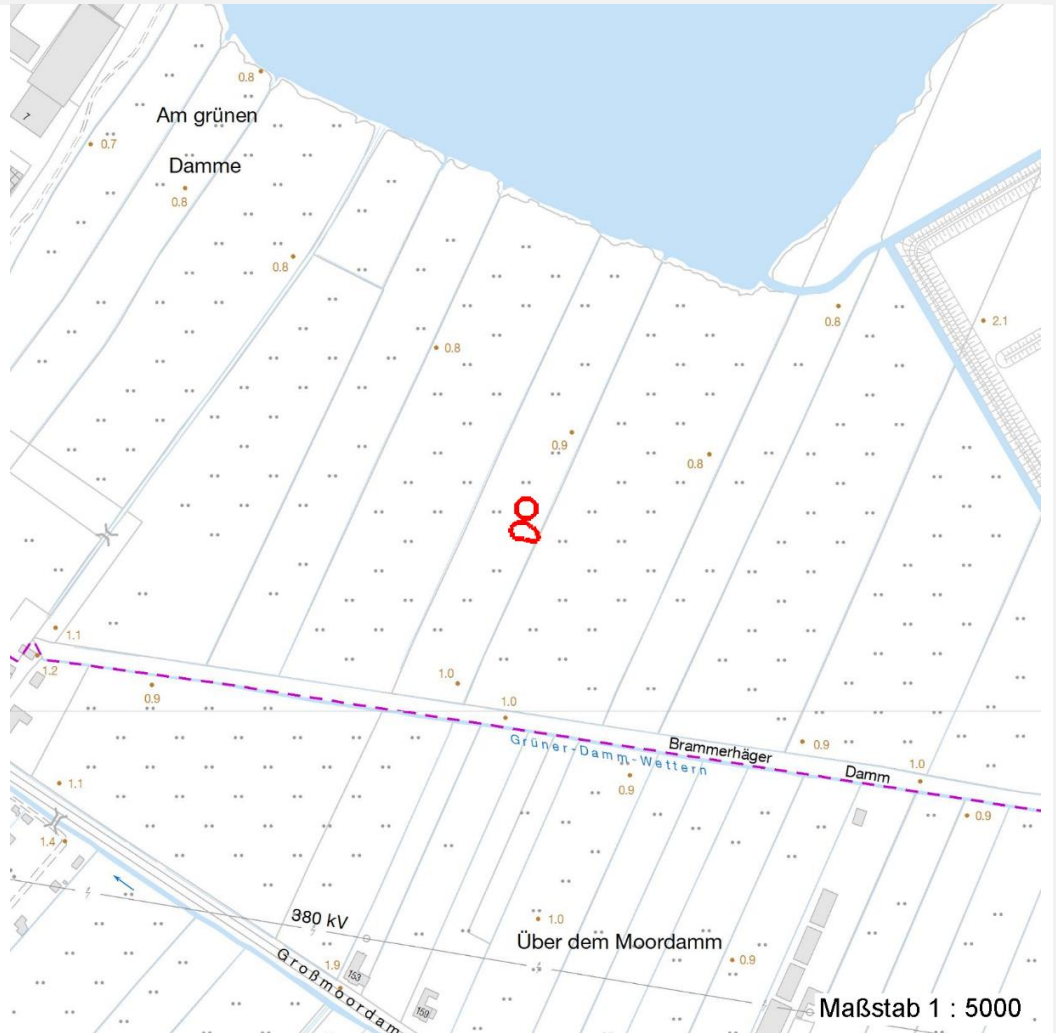 0.8
Am grünen
7
0.7
Damme
0.8
0.8
0.8
2.1
0.8
0.9
0.8
1.1
1.2
1.0
0.9
1.0
Brammerhäger
0.9
Grüner-Damm-Wettern
1.0
Damm
0.9
1.1
0.9
1.4
380 kV
1.0
Über dem Moordamm
0.9
1.9
Großmoordam
153
159
Maßstab 1 : 5000